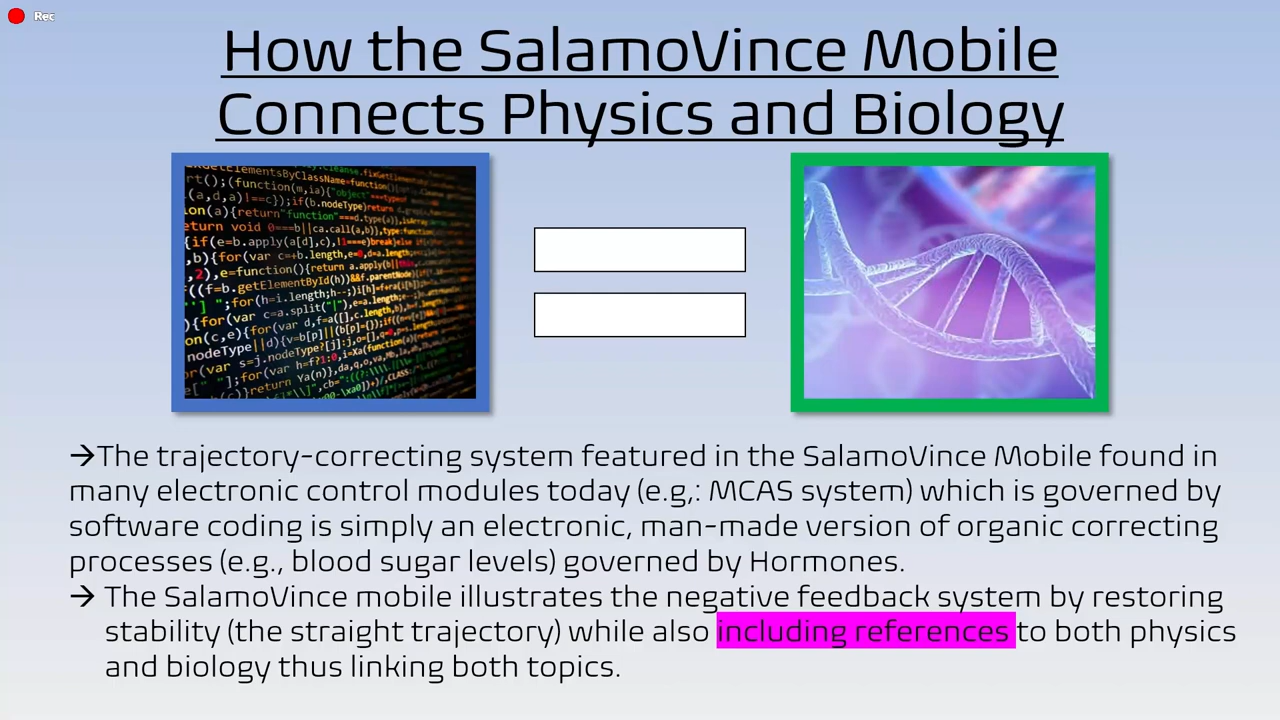 Rec
How the SalamoVince Mobile
Connects Physics and Biology
→The trajectory-correcting system featured in the SalamoVince Mobile found in
many electronic control modules today (e.g,: MCAS system) which is governed by
software coding is simply an electronic, man-made version of organic correcting
processes (e.g., blood sugar levels) governed by Hormones.
→ The SalamoVince mobile illustrates the negative feedback system by restoring
stability (the straight trajectory) while also including references to both physics
and biology thus linking both topics.